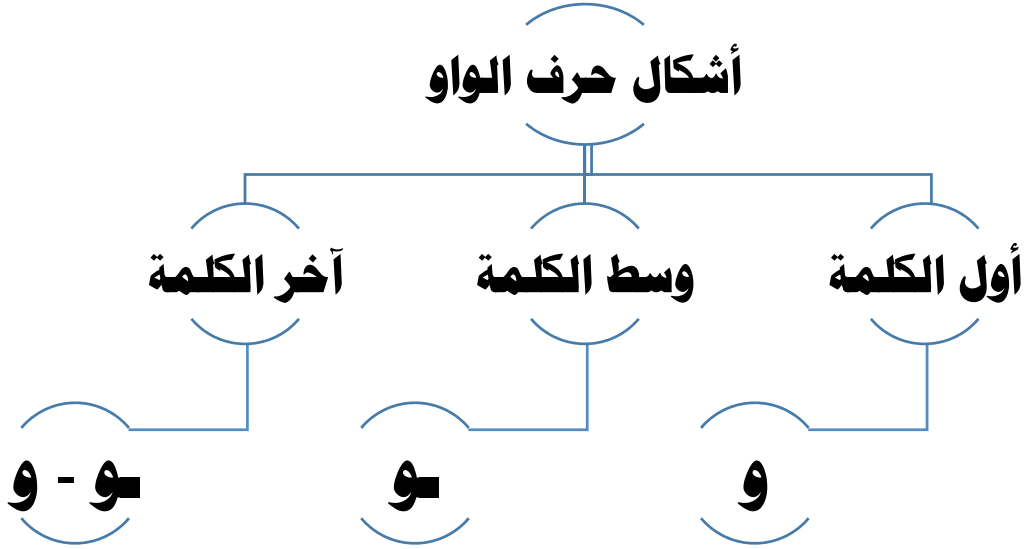 أشكال حرف الواو
أول الكلمة
وسط الكلمة
آخر الكلمة
و
ـو
ـو - و